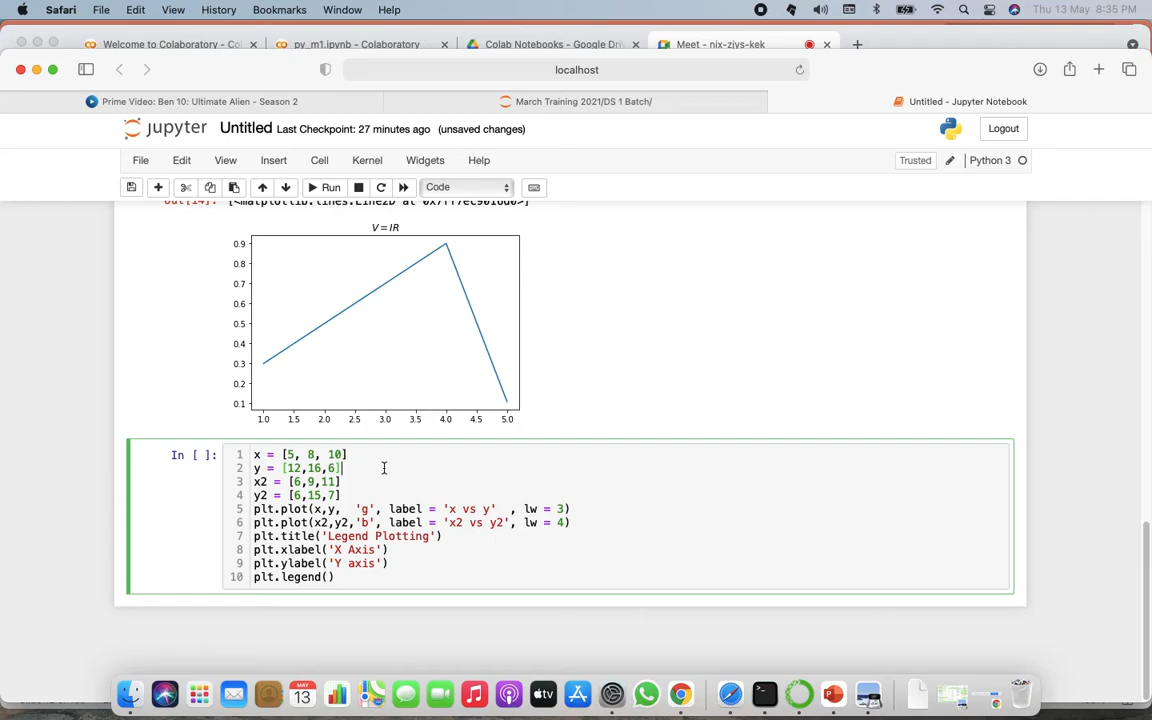 Safari File Edit View History Bookmarks Window Help Thu 13 May 8:35 PM
Welcome to Colaboratory - Co py_m1.ipynb - Colaboratory Colab Notebooks - Google Driv Meet - nix-zjys-kek
localhost
Prime Video: Ben 10: Ultimate Alien - Season 2 March Training 2021/DS 1 Batch/ Untitled - Jupyter Notebook
jupyter Untitled Last Checkpoint: 27 minutes ago (unsaved changes) Logout
File Edit View Insert Cell Kernel Widgets Help Trusted Python 3
Run Code
V = IR
0.9
0.8
0.7
0.6
0.5
0.4
0.3
0.2
0.1
1.0 1.5 2.0 2.5 3.0 3.5 4.0 4.5 5.0
In [ ]: 1 x = [5, 8, 10]
2 y = [12,16,6]
3 x2 = [6,9,11]
4 y2 = [6,15,7]
5 plt.plot(x,y, 'g', label = 'x vs y' , lw = 3)
6 plt.plot(x2,y2,'b', label = 'x2 vs y2', lw = 4)
7 plt.title('Legend Plotting')
8 plt.xlabel('X Axis')
9 plt.ylabel('Y axis')
10 plt.legend()
MAY
13
tv